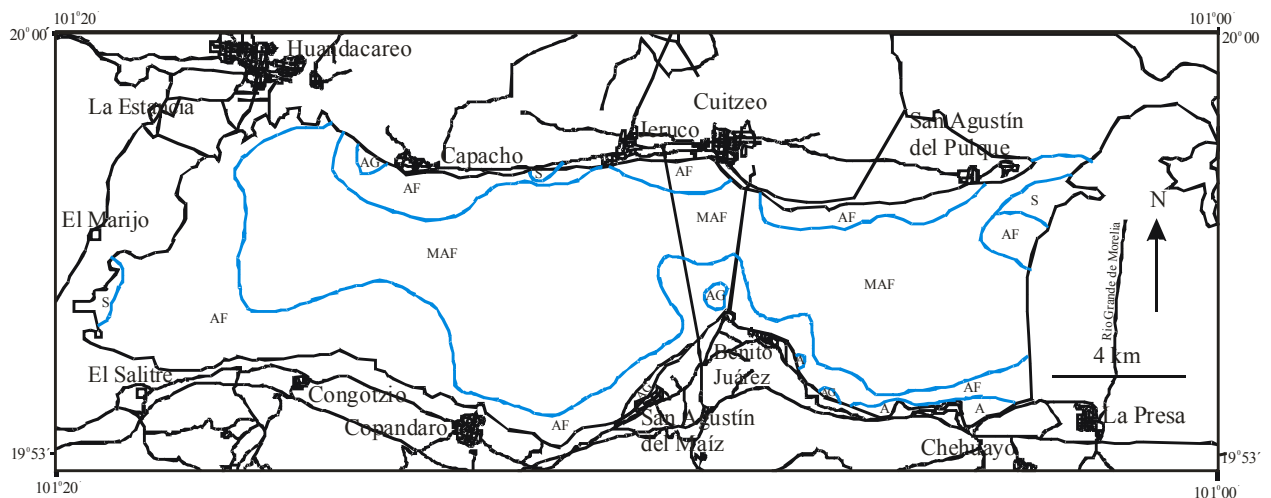 101°20´
101°00´
20°00´
20°00
Huandacareo
La Estancia
Cuitzeo
Jeruco
San Agustín
del Pulque
Capacho
AG
S
AF
AF
AF
S
N
El Marijo
MAF
AF
MAF
MAF
S
AF
AG
Rio Grande de Morelia
4 km
Benito
Juárez
A
El Salitre
Congotzio
AG
AG
AF
A
A
Copandaro
AF
San Agustín
del Maíz
La Presa
Chehuayo
19°53´
19°53´
101°20´
101°00´